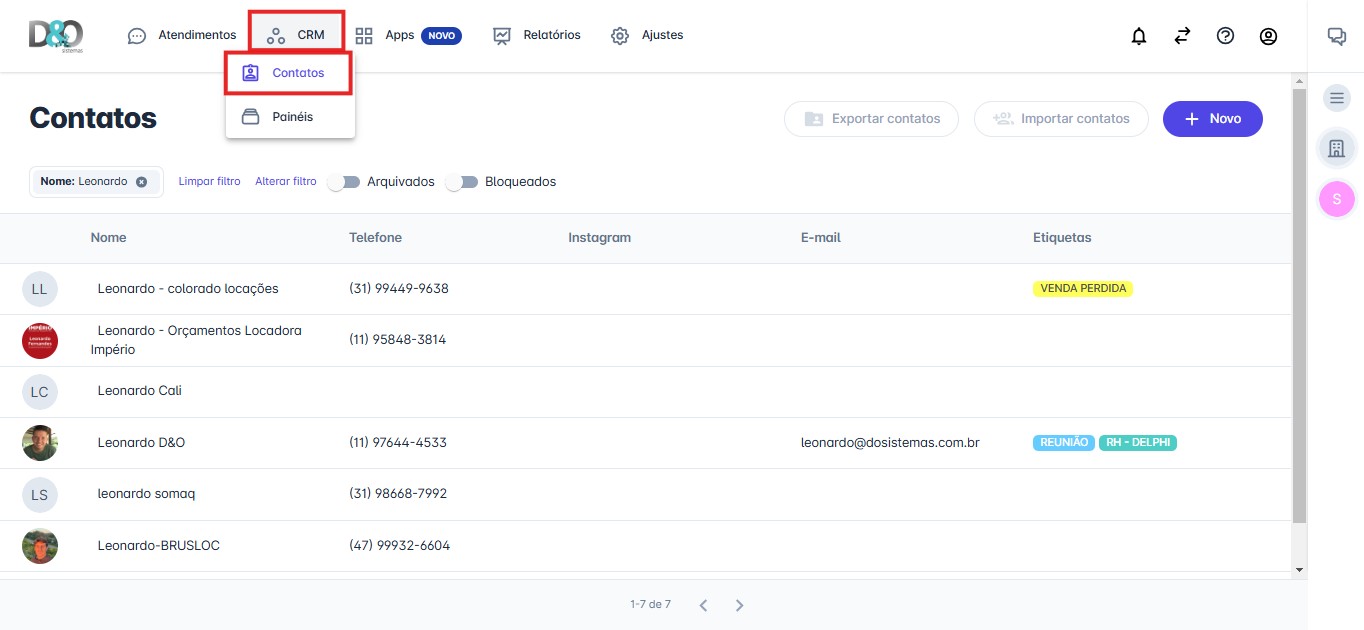 D&O
sistemas
Atendimentos
CRM
Apps NOVO
Relatórios
Ajustes
Contatos
Painéis
Contatos
Exportar contatos
Importar contatos
+ Novo
Nome: Leonardo
Limpar filtro
Alterar filtro
Arquivados
Bloqueados
S
Nome Telefone Instagram E-mail Etiquetas
LL Leonardo - colorado locações (31) 99449-9638 VENDA PERDIDA
IMPÉRIO
Leonardo
Fernandes
Leonardo - Orçamentos Locadora
Império
(11) 95848-3814
LC Leonardo Cali
Leonardo D&O (11) 97644-4533 leonardo@dosistemas.com.br REUNIÃO RH - DELPHI
LS leonardo somaq (31) 98668-7992
Leonardo-BRUSLOC (47) 99932-6604
1-7 de 7